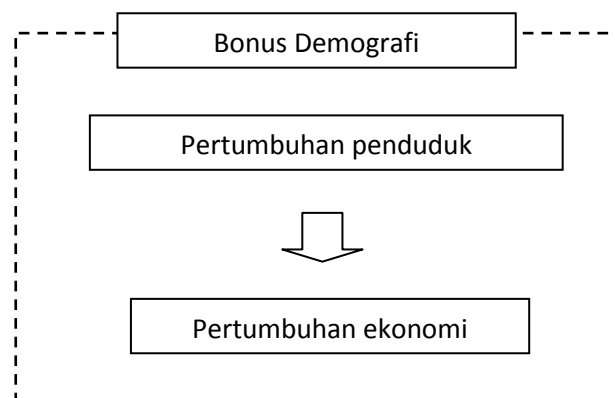 Bonus Demografi
Pertumbuhan penduduk
Pertumbuhan ekonomi